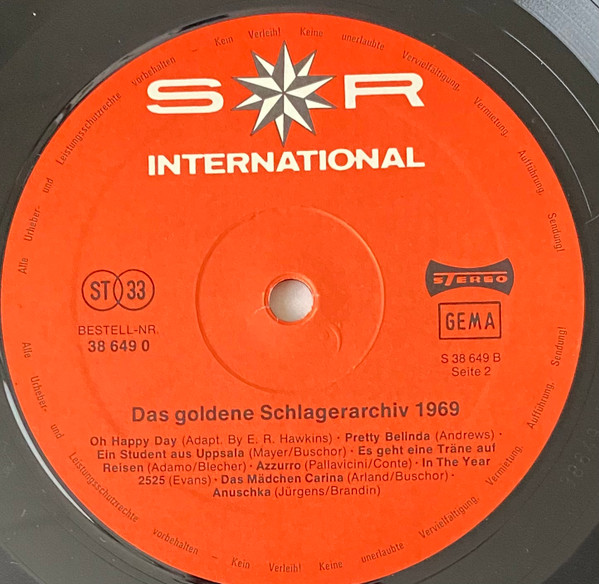 S R
INTERNATIONAL
Alle Urheber- und Leistungsschutzrechte vorbehalten Kein Verleih! Keine unerlaubte Vervielfältigung, Vermietung, Aufführung, Sendung!
ST 33
BESTELL-NR.
38 649 0
STEREO
GEMA
S 38 649 B
Seite 2
Das goldene Schlagerarchiv 1969
Oh Happy Day (Adapt. By E. R. Hawkins) · Pretty Belinda (Andrews) ·
Ein Student aus Uppsala (Mayer/Buschor) · Es geht eine Träne auf
Reisen (Adamo/Blecher) · Azzurro (Pallavicini/Conte) · In The Year
2525 (Evans) · Das Mädchen Carina (Arland/Buschor) ·
Anuschka (Jürgens/Brandin)
Alle Urheber- und Leistungsschutzrechte vorbehalten Kein Verleih! Keine unerlaubte Vervielfältigung, Vermietung, Aufführung, Sendung!